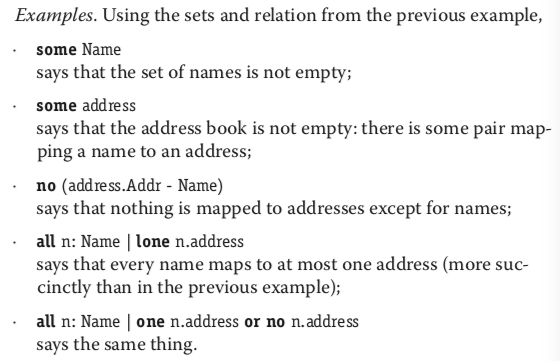 Examples. Using the sets and relation from the previous example,
· some Name
says that the set of names is not empty;
· some address
says that the address book is not empty: there is some pair map-
ping a name to an address;
· no (address.Addr - Name)
says that nothing is mapped to addresses except for names;
· all n: Name | lone n.address
says that every name maps to at most one address (more suc-
cinctly than in the previous example);
· all n: Name | one n.address or no n.address
says the same thing.